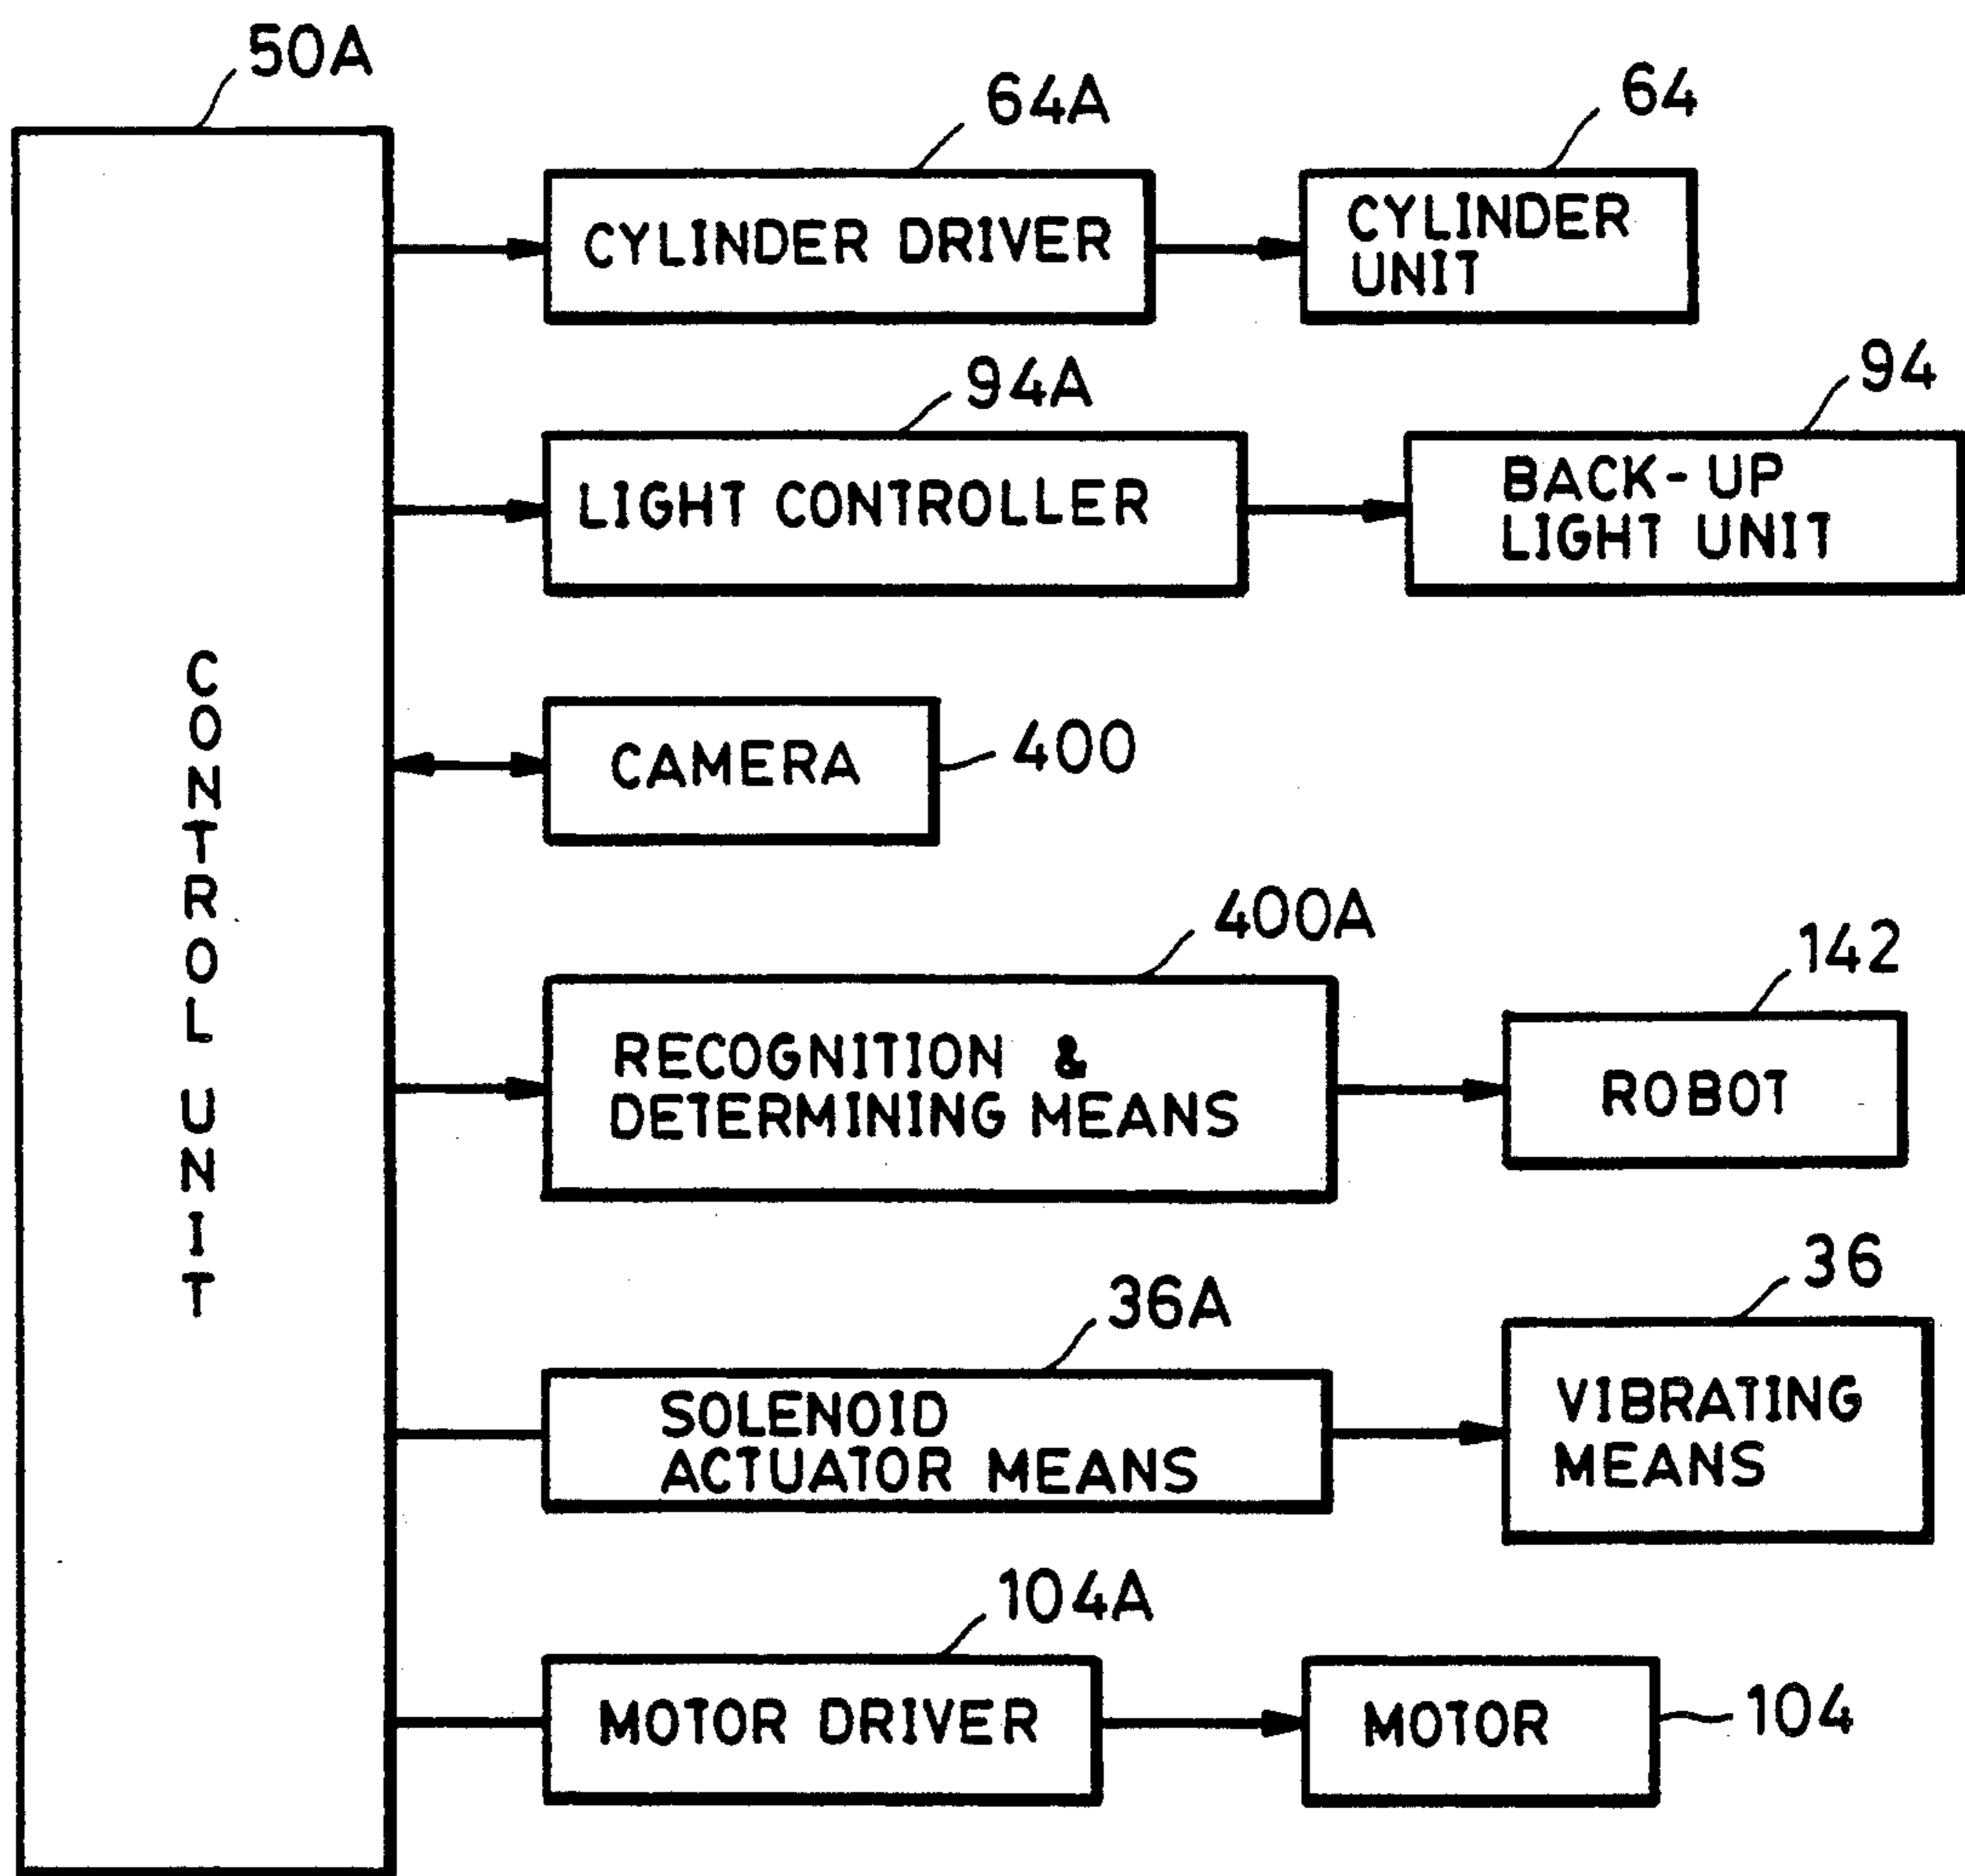 50A
CONTROL UNIT
64A
CYLINDER DRIVER
64
CYLINDER
UNIT
94A
LIGHT CONTROLLER
94
BACK-UP
LIGHT UNIT
CAMERA
400
400A
RECOGNITION &
DETERMINING MEANS
142
ROBOT
36A
SOLENOID
ACTUATOR MEANS
36
VIBRATING
MEANS
104A
MOTOR DRIVER
MOTOR
104